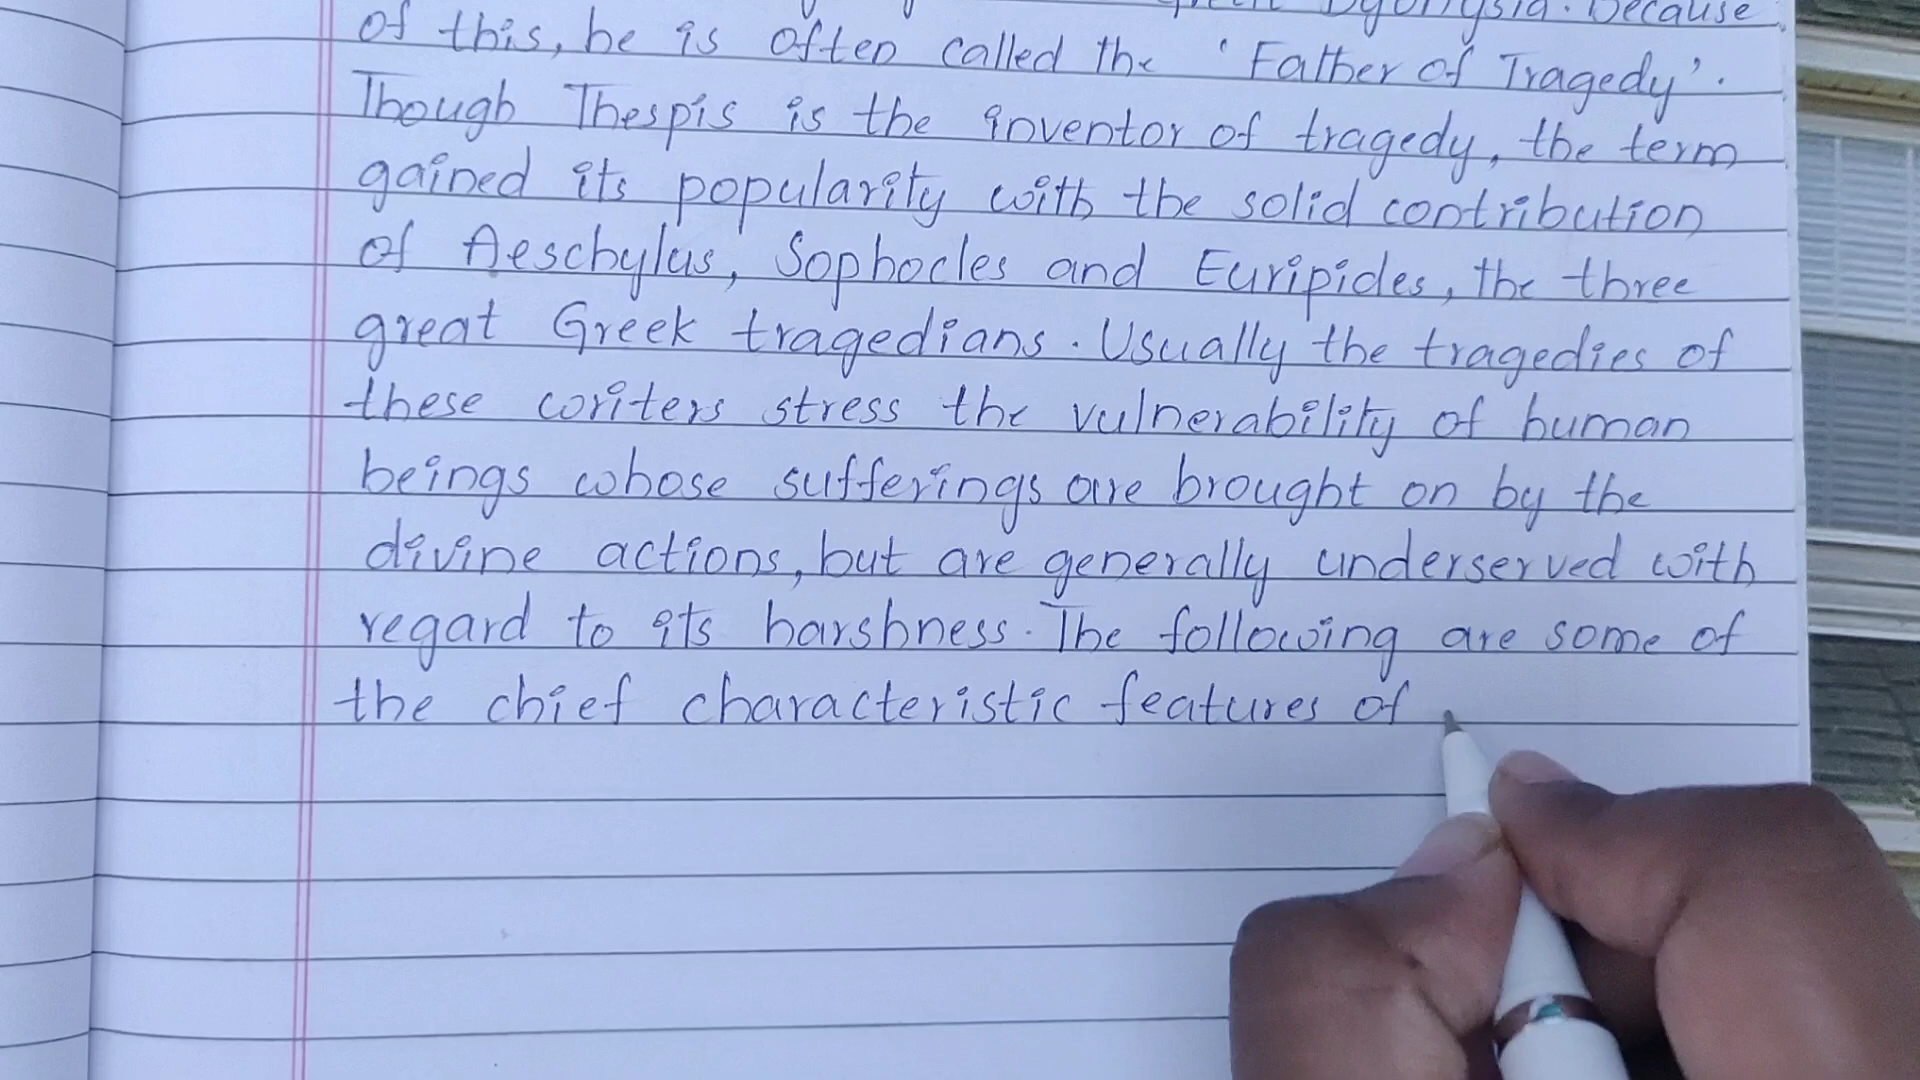 Dyonysia. Because
of this, he is often called the 'Father of Tragedy'.
Though Thespis is the inventor of tragedy, the term
gained its popularity with the solid contribution
of Aeschylus, Sophocles and Euripides, the three
great Greek tragedians. Usually the tragedies of
these writers stress the vulnerability of human
beings whose sufferings are brought on by the
divine actions, but are generally underserved with
regard to its harshness. The following are some of
the chief characteristic features of